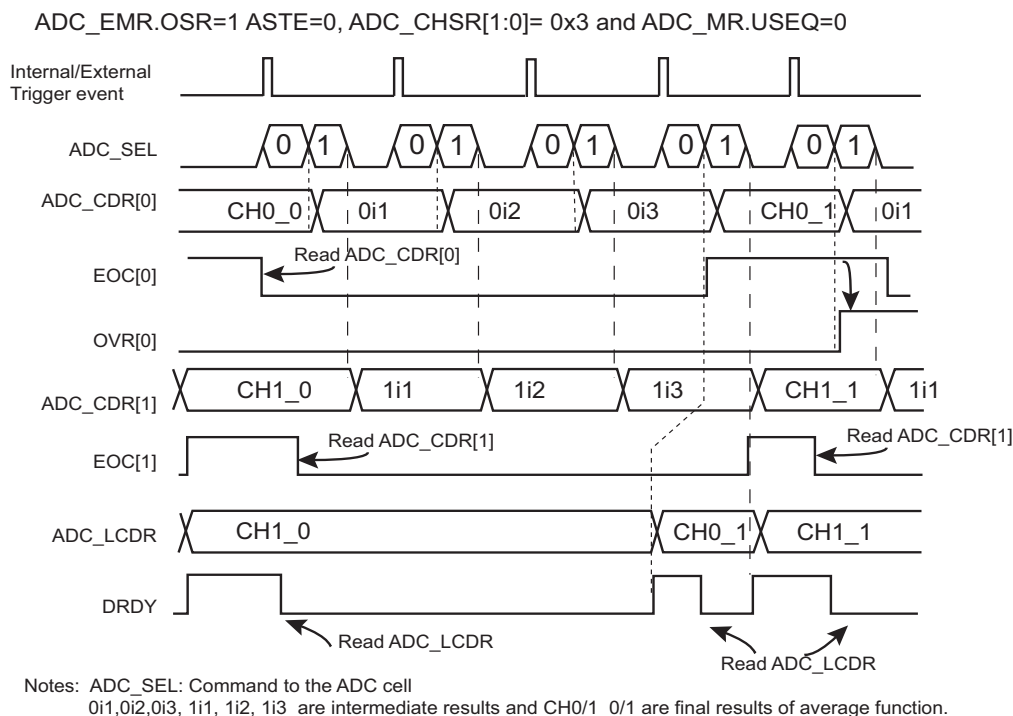 ADC_EMR.OSR=1 ASTE=0, ADC_CHSR[1:0]= 0x3 and ADC_MR.USEQ=0
Internal/External
Trigger event
ADC_SEL
0 1 0 1 0 1 0 1 0 1
ADC_CDR[0]
CH0_0 0i1 0i2 0i3 CH0_1 0i1
Read ADC_CDR[0]
EOC[0]
OVR[0]
ADC_CDR[1]
CH1_0 1i1 1i2 1i3 CH1_1 1i1
EOC[1]
Read ADC_CDR[1]
Read ADC_CDR[1]
ADC_LCDR
CH1_0 CH0_1 CH1_1
DRDY
Read ADC_LCDR
Read ADC_LCDR
Notes: ADC_SEL: Command to the ADC cell
0i1,0i2,0i3, 1i1, 1i2, 1i3 are intermediate results and CH0/1_0/1 are final results of average function.